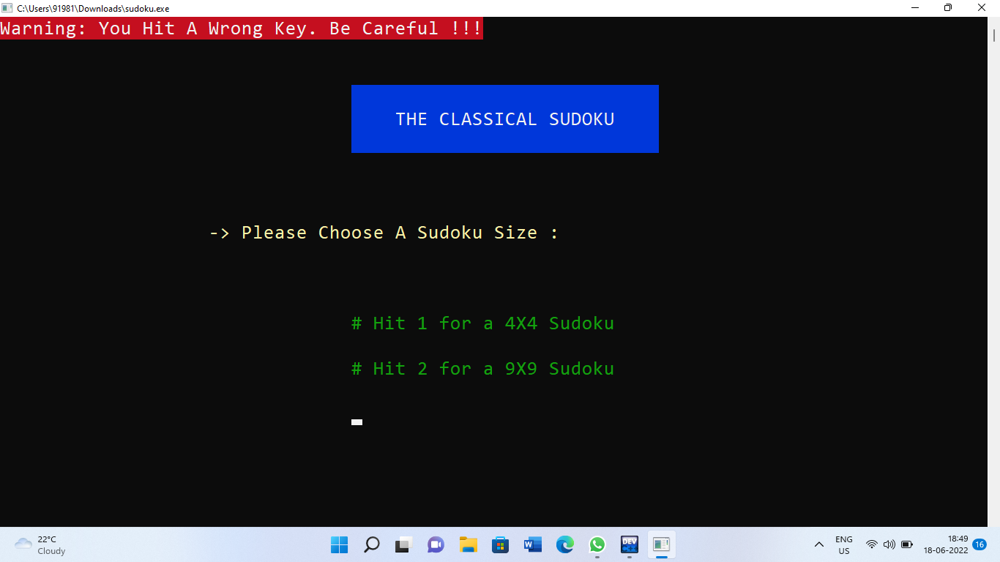 C:\Users\91981\Downloads\sudoku.exe
Warning: You Hit A Wrong Key. Be Careful !!!
THE CLASSICAL SUDOKU
-> Please Choose A Sudoku Size :
# Hit 1 for a 4X4 Sudoku
# Hit 2 for a 9X9 Sudoku
22°C
Cloudy
W
DEV
ENG
US
18:49
18-06-2022
16